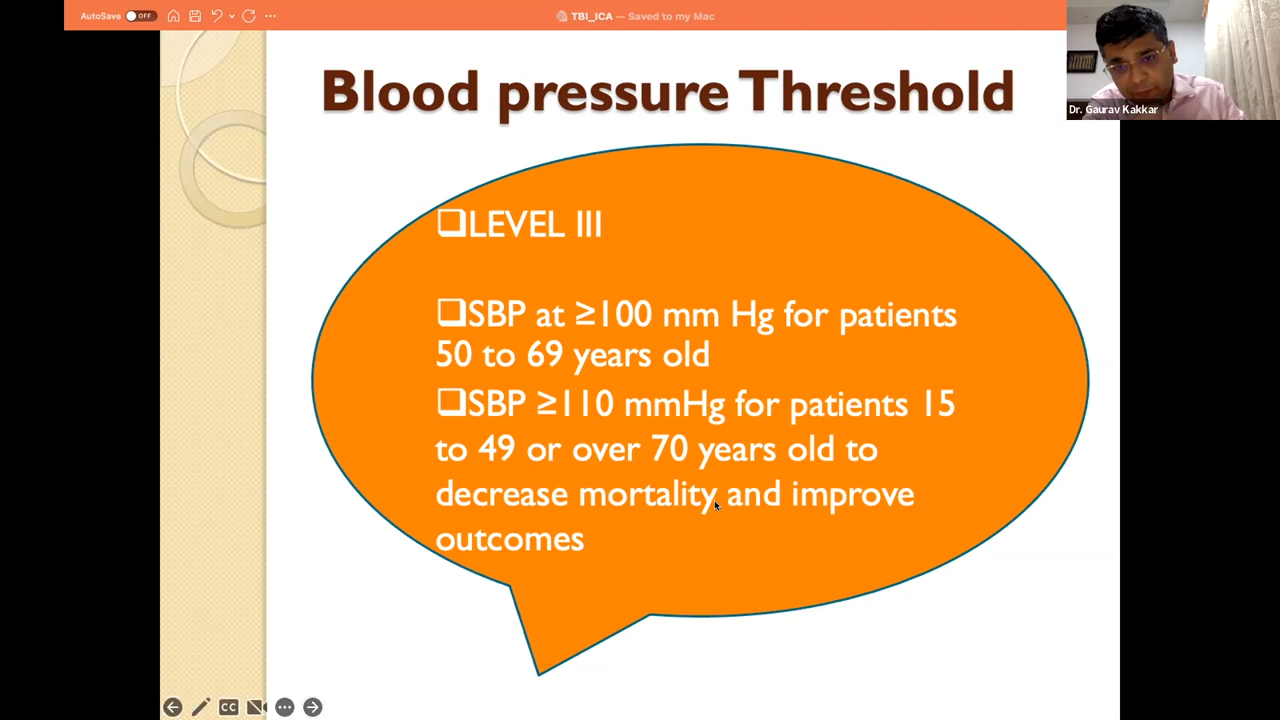 AutoSave OFF
TBI_ICA — Saved to my Mac
Blood pressure Threshold
Dr. Gaurav Kakkar
❑LEVEL III
❑SBP at ≥100 mm Hg for patients
50 to 69 years old
❑SBP ≥110 mmHg for patients 15
to 49 or over 70 years old to
decrease mortality and improve
outcomes
CC